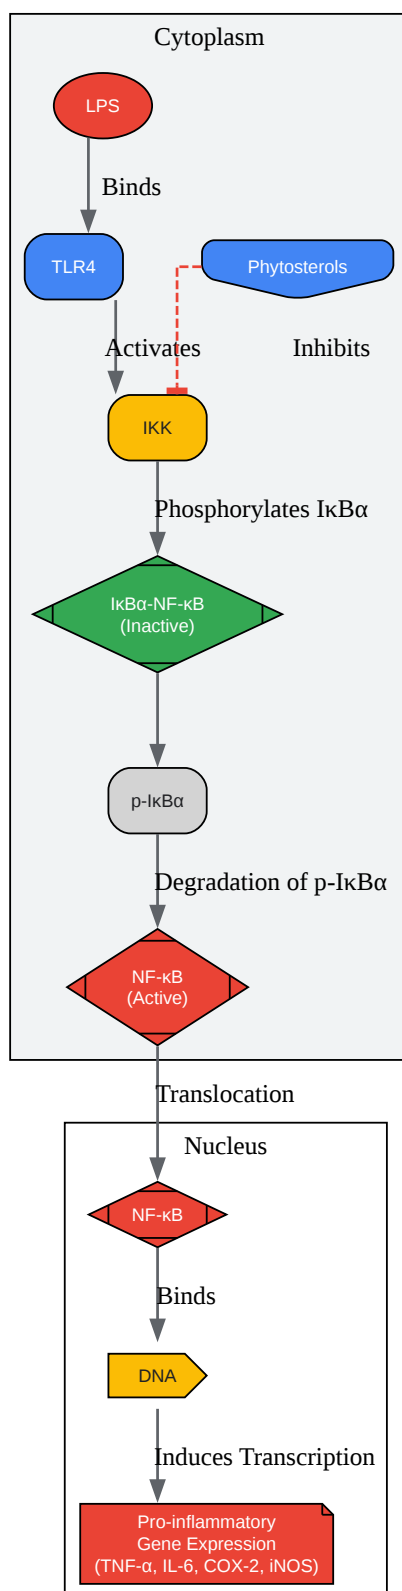 Cytoplasm
LPS
Binds
TLR4
Phytosterols
Activates
Inhibits
IKK
Phosphorylates IκBα
IκBα-NF-κB
(Inactive)
p-IκBα
Degradation of p-IκBα
NF-κB
(Active)
Translocation
Nucleus
NF-κB
Binds
DNA
Induces Transcription
Pro-inflammatory
Gene Expression
(TNF-α, IL-6, COX-2, iNOS)